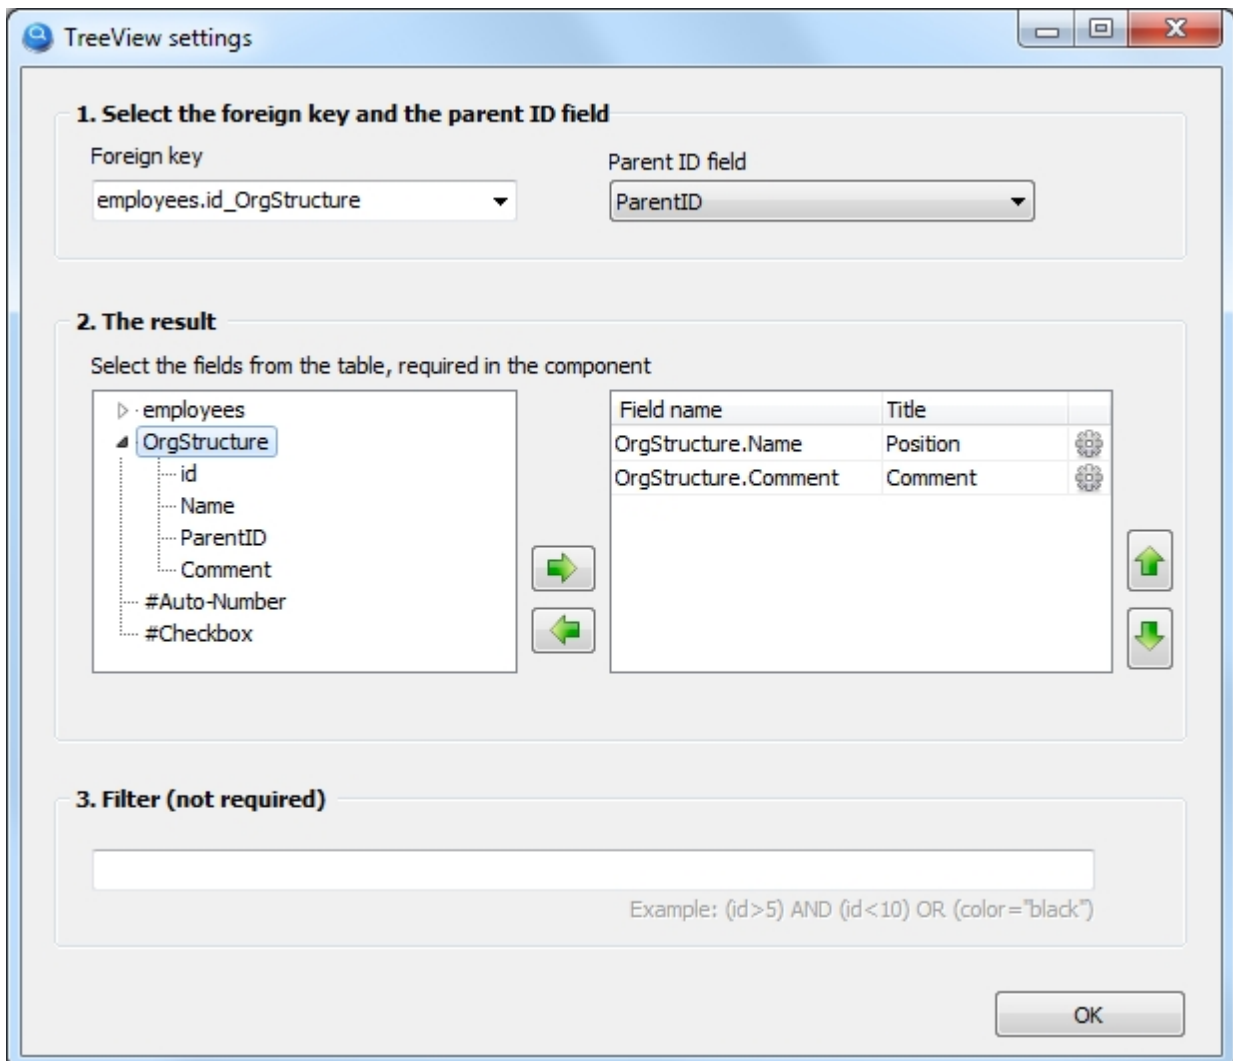 TreeView settings
1. Select the foreign key and the parent ID field
Foreign key
Parent ID field
employees.id_OrgStructure
ParentID
2. The result
Select the fields from the table, required in the component
employees
OrgStructure
id
Name
ParentID
Comment
#Auto-Number
#Checkbox
Field name Title
OrgStructure.Name Position
OrgStructure.Comment Comment
3. Filter (not required)
Example: (id>5) AND (id<10) OR (color="black")
OK